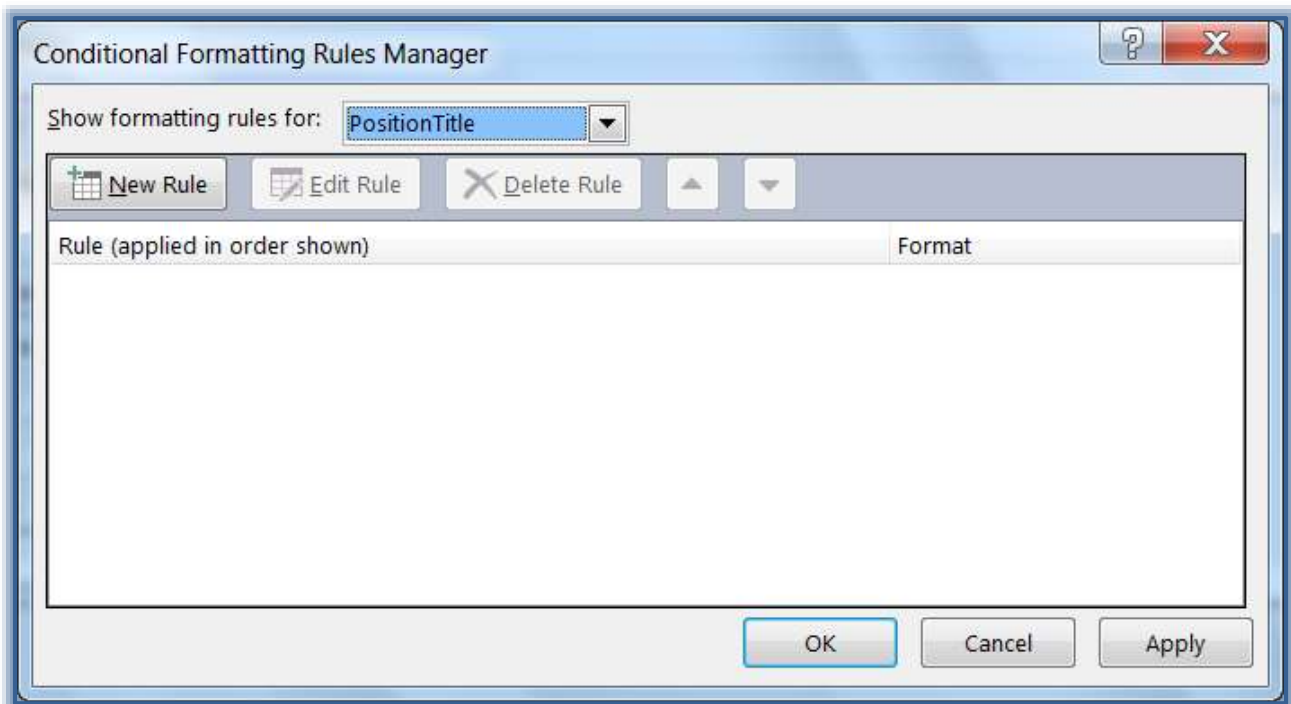 Conditional Formatting Rules Manager
Show formatting rules for: PositionTitle
New Rule Edit Rule Delete Rule
Rule (applied in order shown) Format
OK Cancel Apply